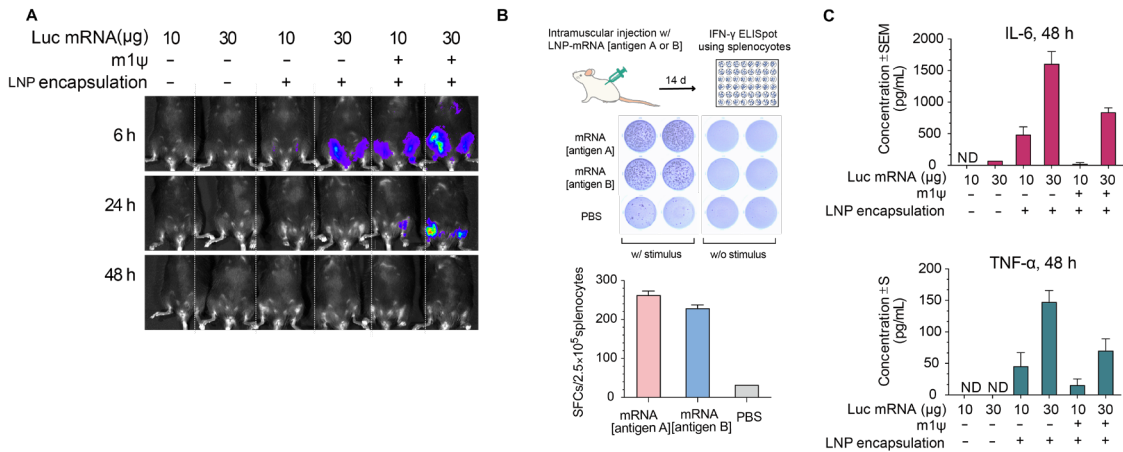 A
Luc mRNA(μg) 10 30 10 30 10 30
m1ψ – – – – + +
LNP encapsulation – – + + + +
6 h
24 h
48 h
B
Intramuscular injection w/ LNP-mRNA [antigen A or B]
IFN-γ ELISpot using splenocytes
14 d
mRNA [antigen A]
mRNA [antigen B]
PBS
w/ stimulus w/o stimulus
SFCs/2.5×10⁵splenocytes
300
200
100
0
mRNA [antigen A] mRNA [antigen B] PBS
C
IL-6, 48 h
Concentration ±SEM (pg/mL)
2000
1500
1000
500
0
ND
Luc mRNA (μg) 10 30 10 30 10 30
m1ψ – – – – + +
LNP encapsulation – – + + + +
TNF-α, 48 h
Concentration ±S (pg/mL)
200
150
100
50
0
ND ND
Luc mRNA (μg) 10 30 10 30 10 30
m1ψ – – – – + +
LNP encapsulation – – + + + +